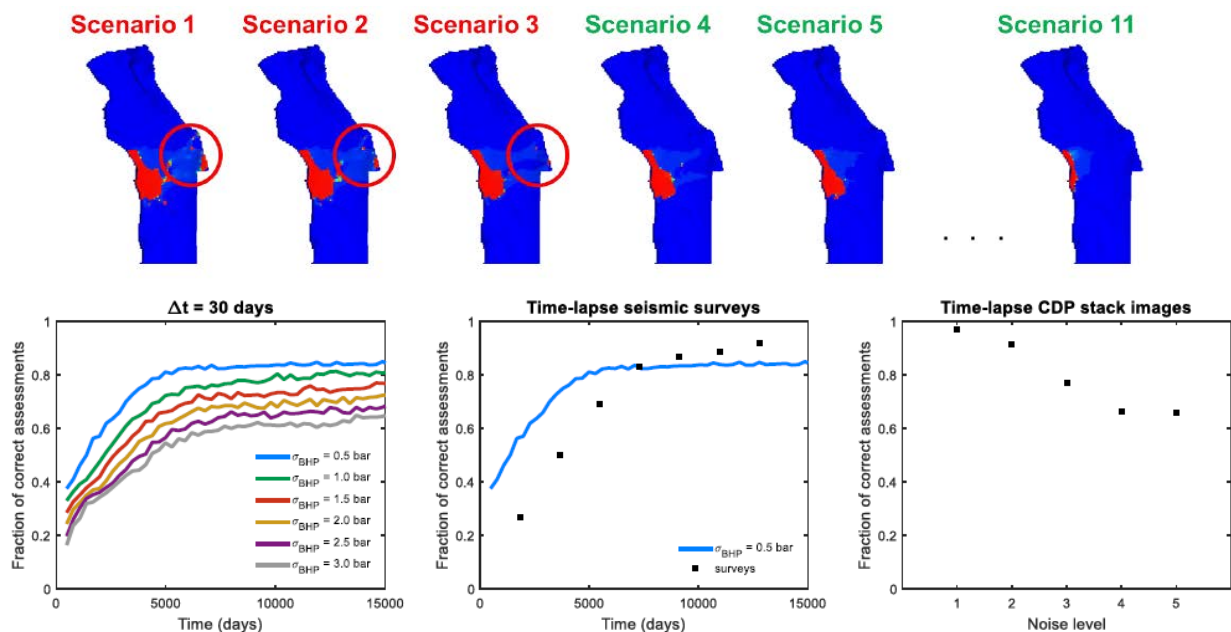 Scenario 1
Scenario 2
Scenario 3
Scenario 4
Scenario 5
Scenario 11
. . .
Δt = 30 days
Fraction of correct assessments
1
0.8
0.6
0.4
0.2
0
0
5000
10000
15000
Time (days)
σBHP = 0.5 bar
σBHP = 1.0 bar
σBHP = 1.5 bar
σBHP = 2.0 bar
σBHP = 2.5 bar
σBHP = 3.0 bar
Time-lapse seismic surveys
Fraction of correct assessments
1
0.8
0.6
0.4
0.2
0
0
5000
10000
15000
Time (days)
σBHP = 0.5 bar
surveys
Time-lapse CDP stack images
Fraction of correct assessments
1
0.8
0.6
0.4
0.2
0
1
2
3
4
5
Noise level